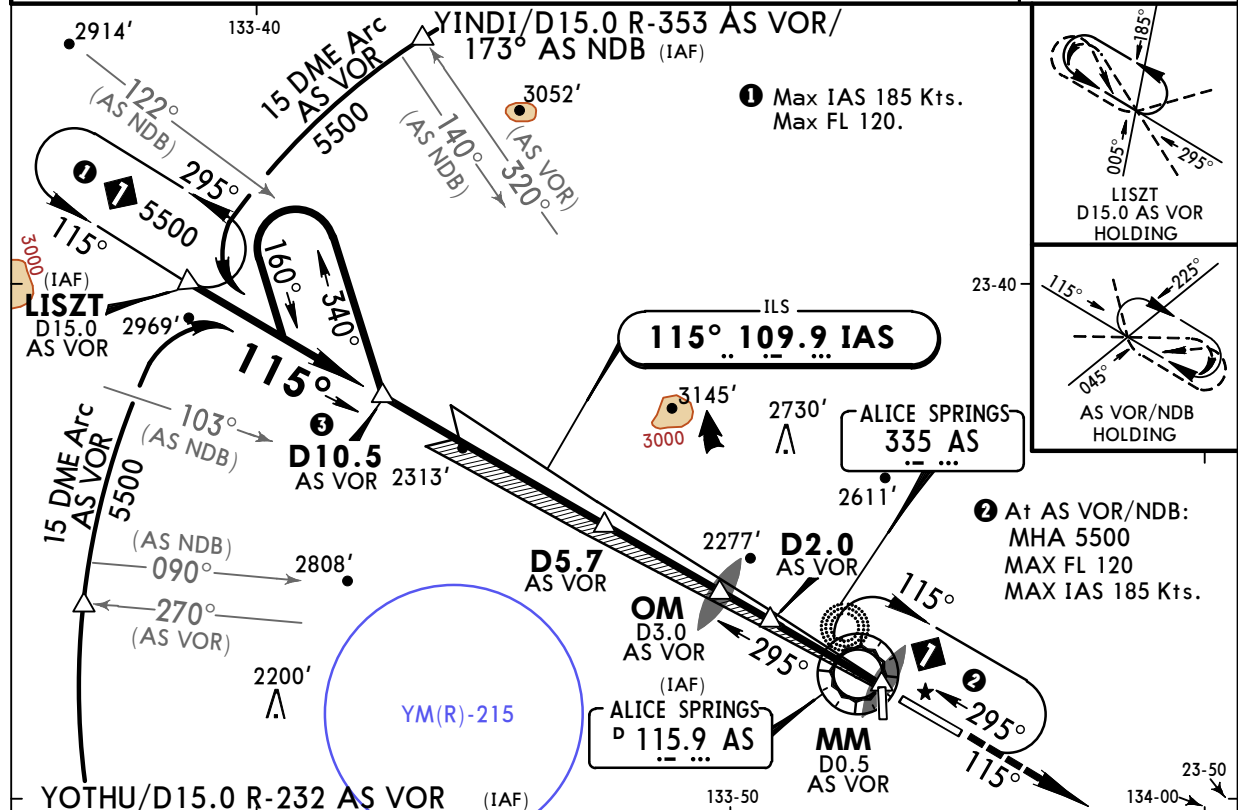 YINDI/D15.0 R-353 AS VOR/
173° AS NDB (IAF)
2914'
133-40
15 DME Arc
AS VOR
5500
122°
(AS NDB)
3052'
140°
(AS NDB)
(AS VOR)
320°
1 Max IAS 185 Kts.
Max FL 120.
185°
005°
295°
LISZT
D15.0 AS VOR
HOLDING
1
1
5500
295°
115°
3000
(IAF)
LISZT
D15.0
AS VOR
2969'
160°
340°
115°
3
D10.5
AS VOR
2313'
23-40
ILS
115° 109.9 IAS
3145'
3000
2730'
ALICE SPRINGS
335 AS
2611'
115°
225°
045°
AS VOR/NDB
HOLDING
103°
(AS NDB)
15 DME Arc
AS VOR
5500
(AS NDB)
090°
270°
(AS VOR)
2808'
D5.7
AS VOR
2277'
D2.0
AS VOR
OM
D3.0
AS VOR
295°
2 At AS VOR/NDB:
MHA 5500
MAX FL 120
MAX IAS 185 Kts.
115°
1
2
295°
115°
2200'
YM(R)-215
(IAF)
ALICE SPRINGS
D 115.9 AS
MM
D0.5
AS VOR
YOTHU/D15.0 R-232 AS VOR (IAF)
133-50
134-00
23-50